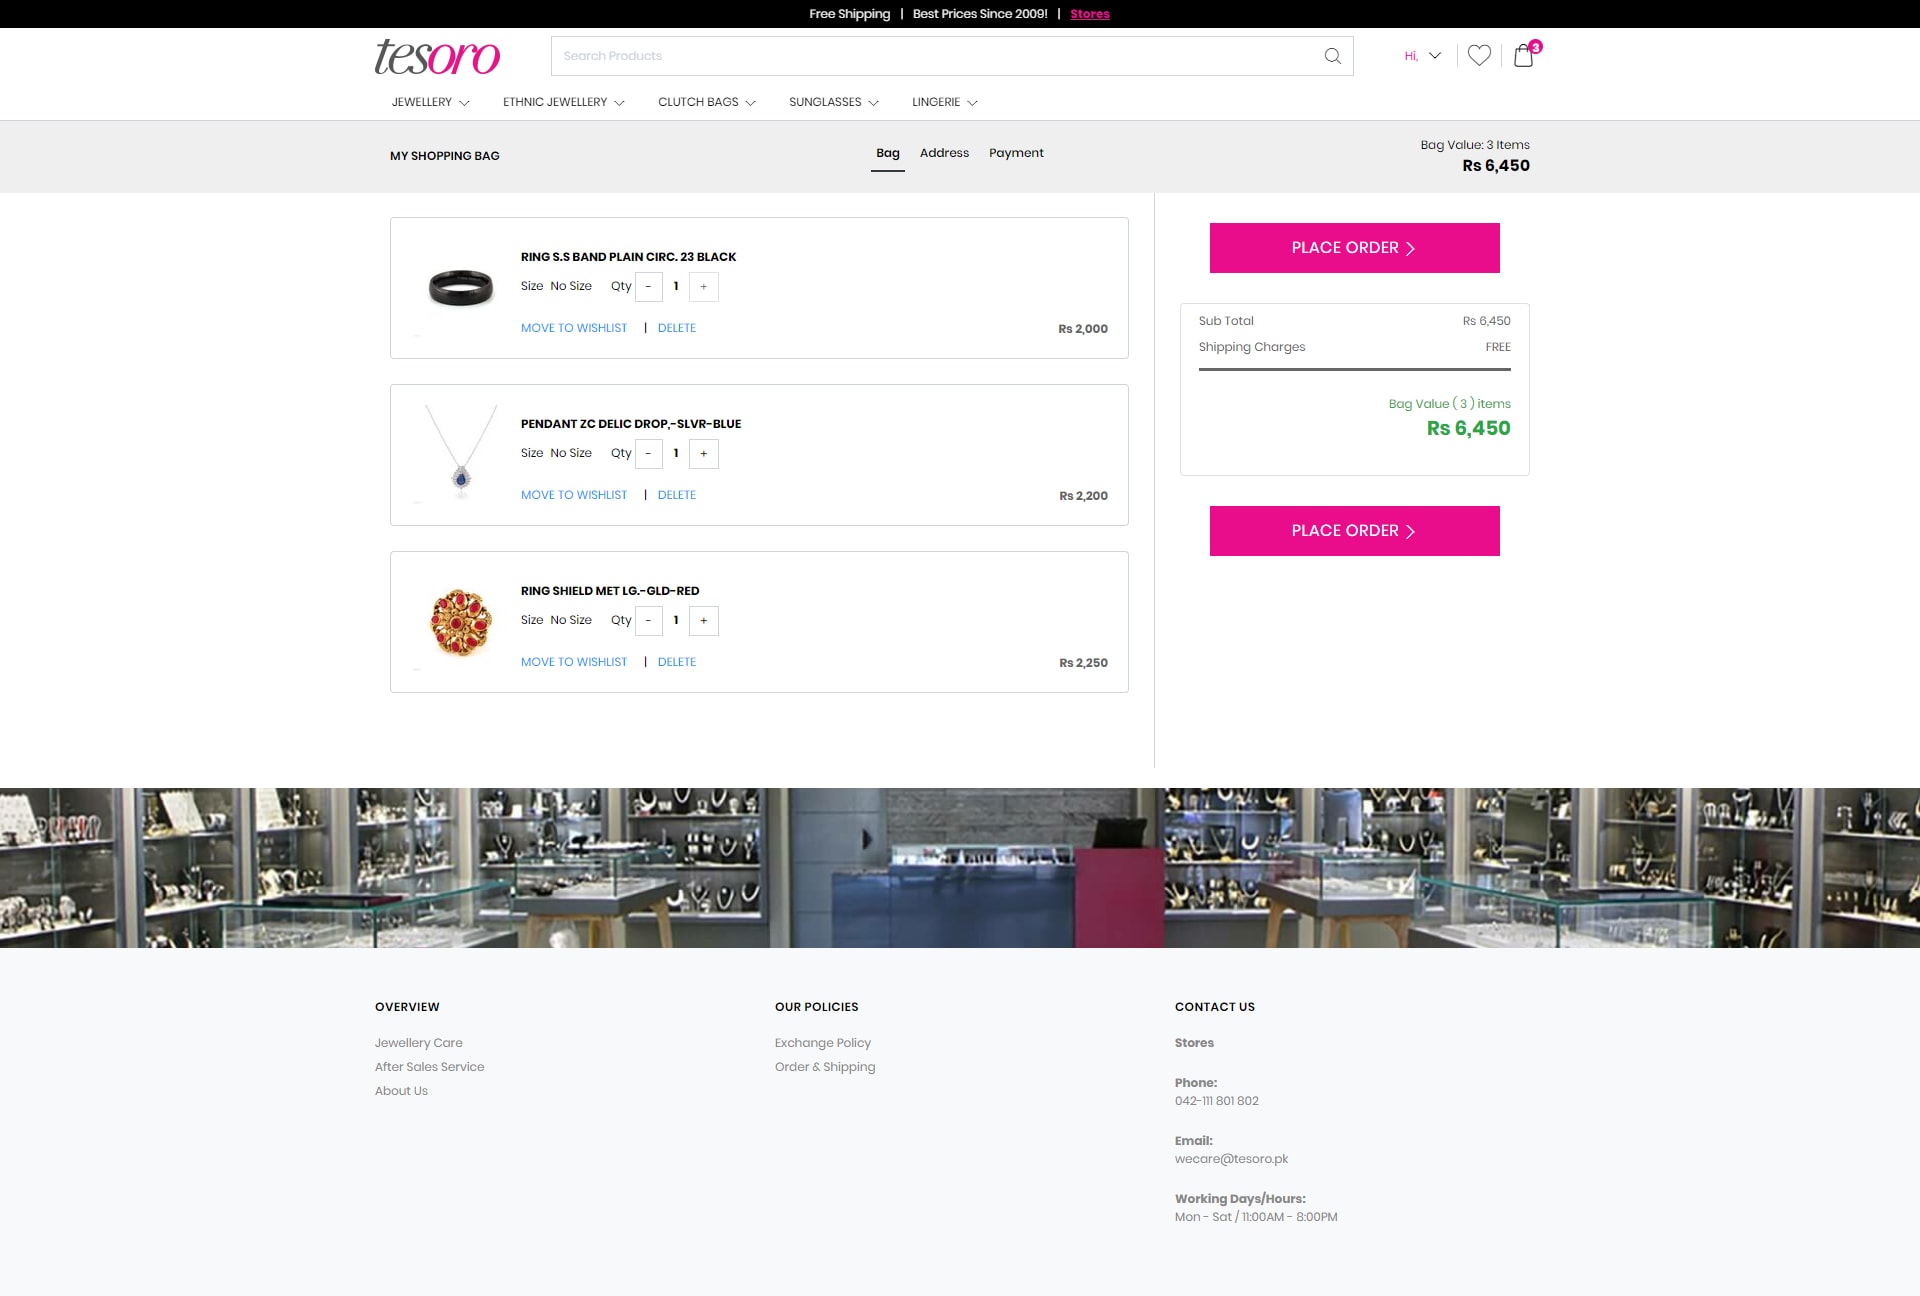 Free Shipping | Best Prices Since 2009! | Stores
tesoro
Search Products
Hi,
3
JEWELLERY
ETHNIC JEWELLERY
CLUTCH BAGS
SUNGLASSES
LINGERIE
MY SHOPPING BAG
Bag Address Payment
Bag Value: 3 Items
Rs 6,450
RING S.S BAND PLAIN CIRC. 23 BLACK
Size No Size Qty - 1 +
MOVE TO WISHLIST | DELETE
Rs 2,000
PENDANT ZC DELIC DROP,-SLVR-BLUE
Size No Size Qty - 1 +
MOVE TO WISHLIST | DELETE
Rs 2,200
RING SHIELD MET LG.-GLD-RED
Size No Size Qty - 1 +
MOVE TO WISHLIST | DELETE
Rs 2,250
PLACE ORDER
Sub Total Rs 6,450
Shipping Charges FREE
Bag Value ( 3 ) items
Rs 6,450
PLACE ORDER
OVERVIEW
Jewellery Care
After Sales Service
About Us
OUR POLICIES
Exchange Policy
Order & Shipping
CONTACT US
Stores
Phone:
042-111 801 802
Email:
wecare@tesoro.pk
Working Days/Hours:
Mon - Sat / 11:00AM - 8:00PM